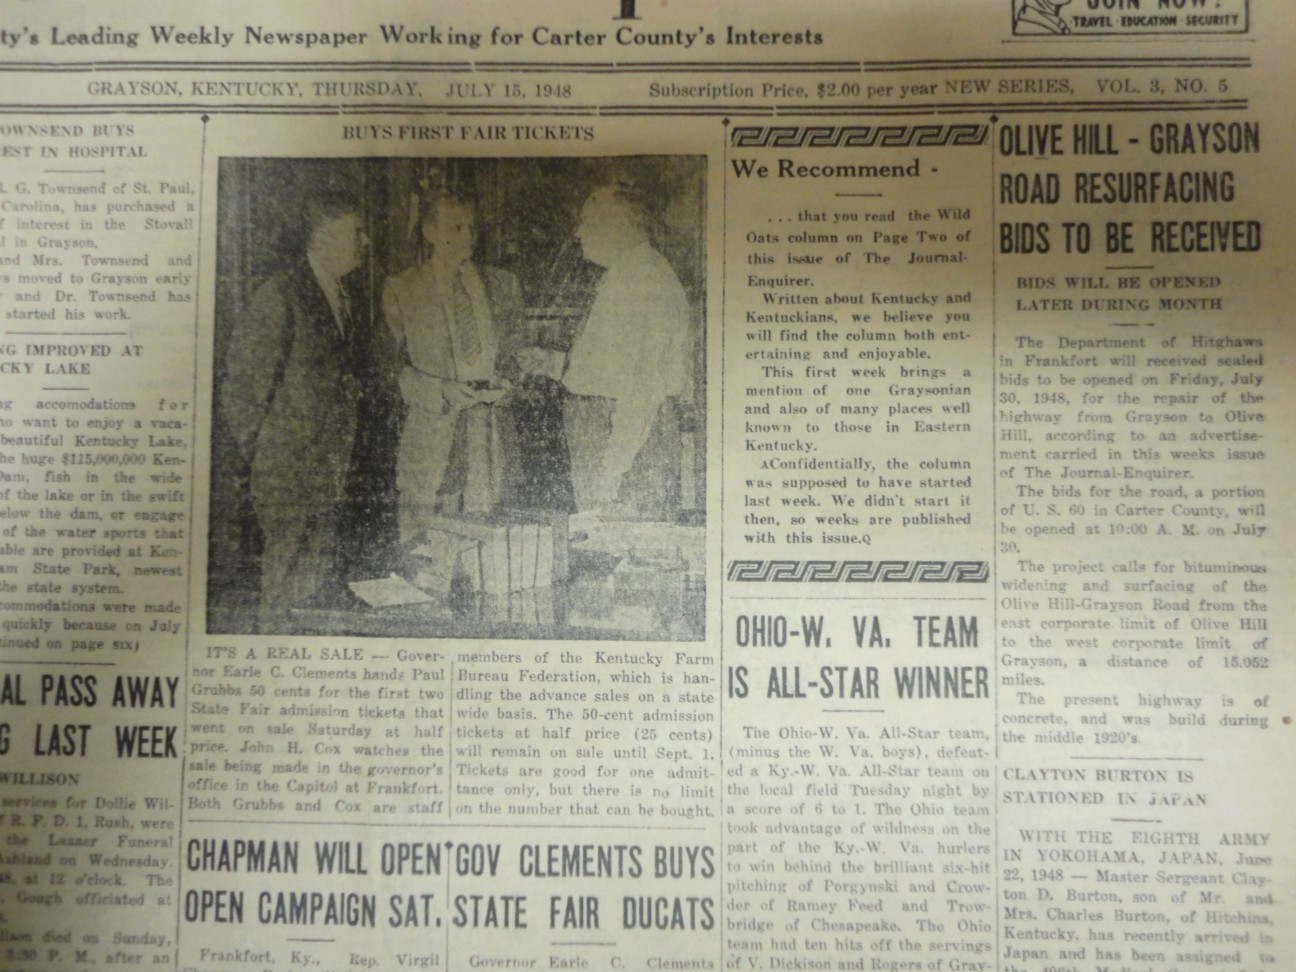 JOIN NOW!
TRAVEL · EDUCATION · SECURITY
ty's Leading Weekly Newspaper Working for Carter County's Interests
GRAYSON, KENTUCKY, THURSDAY, JULY 15, 1948
Subscription Price, $2.00 per year NEW SERIES, VOL. 3, NO. 5
OWNSEND BUYS
EST IN HOSPITAL
R. G. Townsend of St. Paul,
Carolina, has purchased a
f interest in the Stovall
l in Grayson.
and Mrs. Townsend and
s moved to Grayson early
and Dr. Townsend has
started his work.
NG IMPROVED AT
CKY LAKE
ng accomodations for
ho want to enjoy a vaca-
beautiful Kentucky Lake,
he huge $115,000,000 Ken-
Dam, fish in the wide
of the lake or in the swift
below the dam, or engage
of the water sports that
able are provided at Ken-
am State Park, newest
the state system.
commodations were made
quickly because on July
tinued on page six)
AL PASS AWAY
G LAST WEEK
WILLISON
services for Dollie Wil-
R. F. D. 1, Rush, were
the Lazaer Funeral
Ashland on Wednesday,
48, at 12 o'clock. The
Gough officiated at
lison died on Sunday,
3:30 P. M., after an
BUYS FIRST FAIR TICKETS
IT'S A REAL SALE — Gover-
nor Earle C. Clements hands Paul
Grubbs 50 cents for the first two
State Fair admission tickets that
went on sale Saturday at half
price. John H. Cox watches the
sale being made in the governor's
office in the Capitol at Frankfort.
Both Grubbs and Cox are staff
members of the Kentucky Farm
Bureau Federation, which is han-
dling the advance sales on a state
wide basis. The 50-cent admission
tickets at half price (25 cents)
will remain on sale until Sept. 1.
Tickets are good for one admit-
tance only, but there is no limit
on the number that can be bought.
CHAPMAN WILL OPEN
OPEN CAMPAIGN SAT.
Frankfort, Ky., Rep. Virgil
GOV CLEMENTS BUYS
STATE FAIR DUCATS
Governor Earle C. Clements
We Recommend -
. . . that you read the Wild
Oats column on Page Two of
this issue of The Journal-
Enquirer.
Written about Kentucky and
Kentuckians, we believe you
will find the column both ent-
ertaining and enjoyable.
This first week brings a
mention of one Graysonian
and also of many places well
known to those in Eastern
Kentucky.
AConfidentially, the column
was supposed to have started
last week. We didn't start it
then, so weeks are published
with this issue.Q
OHIO-W. VA. TEAM
IS ALL-STAR WINNER
The Ohio-W. Va. All-Star team,
(minus the W. Va. boys), defeat-
ed a Ky.-W. Va. All-Star team on
the local field Tuesday night by
a score of 6 to 1. The Ohio team
took advantage of wildness on the
part of the Ky.-W. Va. hurlers
to win behind the brilliant six-hit
pitching of Porgynski and Crow-
der of Ramey Feed and Trow-
bridge of Chesapeake. The Ohio
team had ten hits off the servings
of V. Dickison and Rogers of Gray-
OLIVE HILL - GRAYSON
ROAD RESURFACING
BIDS TO BE RECEIVED
BIDS WILL BE OPENED
LATER DURING MONTH
The Department of Hitghaws
in Frankfort will received sealed
bids to be opened on Friday, July
30, 1948, for the repair of the
highway from Grayson to Olive
Hill, according to an advertise-
ment carried in this weeks issue
of The Journal-Enquirer.
The bids for the road, a portion
of U. S. 60 in Carter County, will
be opened at 10:00 A. M. on July
30.
The project calls for bituminous
widening and surfacing of the
Olive Hill-Grayson Road from the
east corporate limit of Olive Hill
to the west corporate limit of
Grayson, a distance of 15.052
miles.
The present highway is of
concrete, and was build during
the middle 1920's.
CLAYTON BURTON IS
STATIONED IN JAPAN
WITH THE EIGHTH ARMY
IN YOKOHAMA, JAPAN, June
22, 1948 — Master Sergeant Clay-
ton D. Burton, son of Mr. and
Mrs. Charles Burton, of Hitchins,
Kentucky, has recently arrived in
Japan and has been assigned to